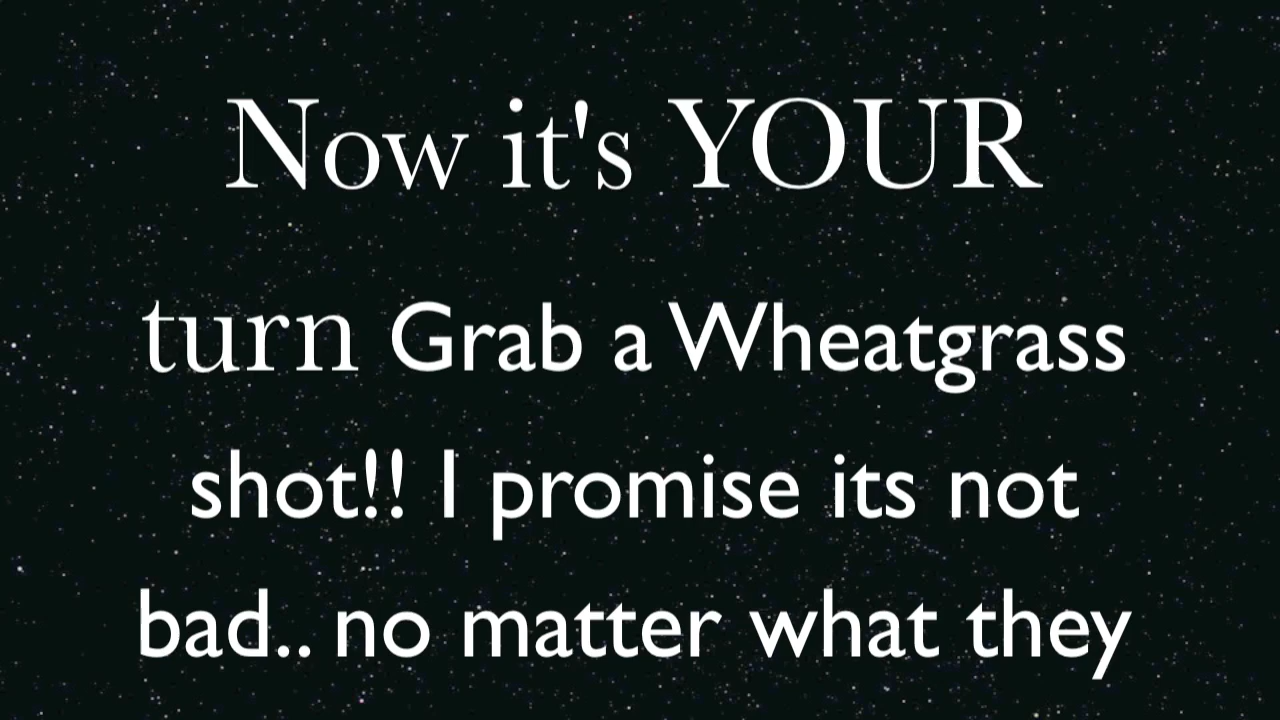 Now it's YOUR
turn Grab a Wheatgrass
shot!! I promise its not
bad.. no matter what they